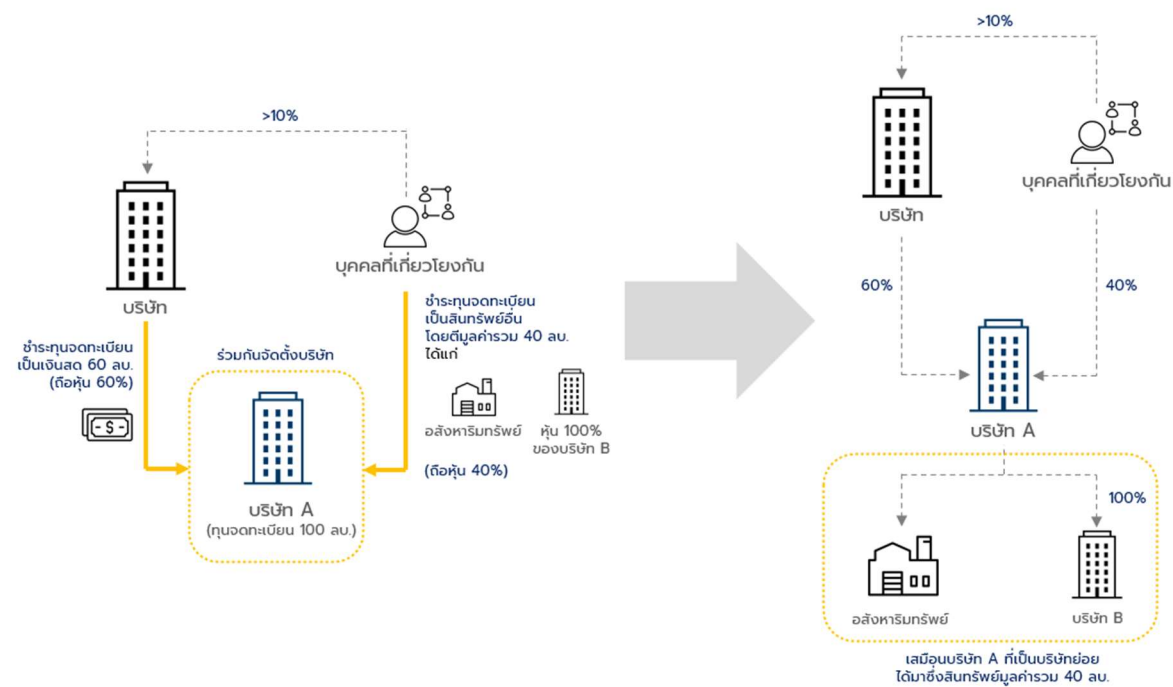 >10%
บริษัท
บุคคลที่เกี่ยวโยงกัน
ชำระทุนจดทะเบียน
เป็นเงินสด 60 ลบ.
(ถือหุ้น 60%)
$
ร่วมกันจัดตั้งบริษัท
บริษัท A
(ทุนจดทะเบียน 100 ลบ.)
ชำระทุนจดทะเบียน
เป็นสินทรัพย์อื่น
โดยตีมูลค่ารวม 40 ลบ.
ได้แก่
อสังหาริมทรัพย์
หุ้น 100%
ของบริษัท B
(ถือหุ้น 40%)
>10%
บริษัท
บุคคลที่เกี่ยวโยงกัน
60%
40%
บริษัท A
100%
อสังหาริมทรัพย์
บริษัท B
เสมือนบริษัท A ที่เป็นบริษัทย่อย
ได้มาซึ่งสินทรัพย์มูลค่ารวม 40 ลบ.